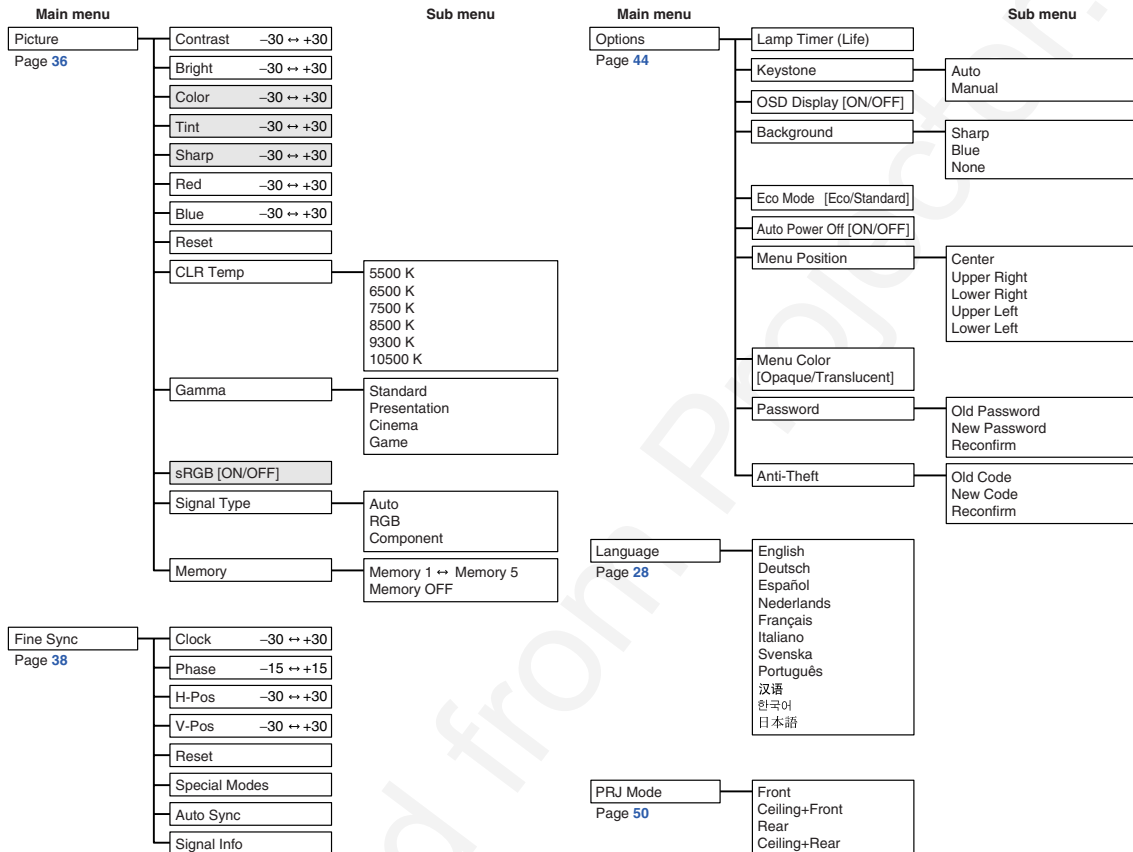 Main menu
Sub menu
Picture
Page 36
Contrast −30 ↔ +30
Bright −30 ↔ +30
Color −30 ↔ +30
Tint −30 ↔ +30
Sharp −30 ↔ +30
Red −30 ↔ +30
Blue −30 ↔ +30
Reset
CLR Temp
5500 K
6500 K
7500 K
8500 K
9300 K
10500 K
Gamma
Standard
Presentation
Cinema
Game
sRGB [ON/OFF]
Signal Type
Auto
RGB
Component
Memory
Memory 1 ↔ Memory 5
Memory OFF
Fine Sync
Page 38
Clock −30 ↔ +30
Phase −15 ↔ +15
H-Pos −30 ↔ +30
V-Pos −30 ↔ +30
Reset
Special Modes
Auto Sync
Signal Info
Main menu
Sub menu
Options
Page 44
Lamp Timer (Life)
Keystone
Auto
Manual
OSD Display [ON/OFF]
Background
Sharp
Blue
None
Eco Mode [Eco/Standard]
Auto Power Off [ON/OFF]
Menu Position
Center
Upper Right
Lower Right
Upper Left
Lower Left
Menu Color
[Opaque/Translucent]
Password
Old Password
New Password
Reconfirm
Anti-Theft
Old Code
New Code
Reconfirm
Language
Page 28
English
Deutsch
Español
Nederlands
Français
Italiano
Svenska
Português
汉语
한국어
日本語
PRJ Mode
Page 50
Front
Ceiling+Front
Rear
Ceiling+Rear